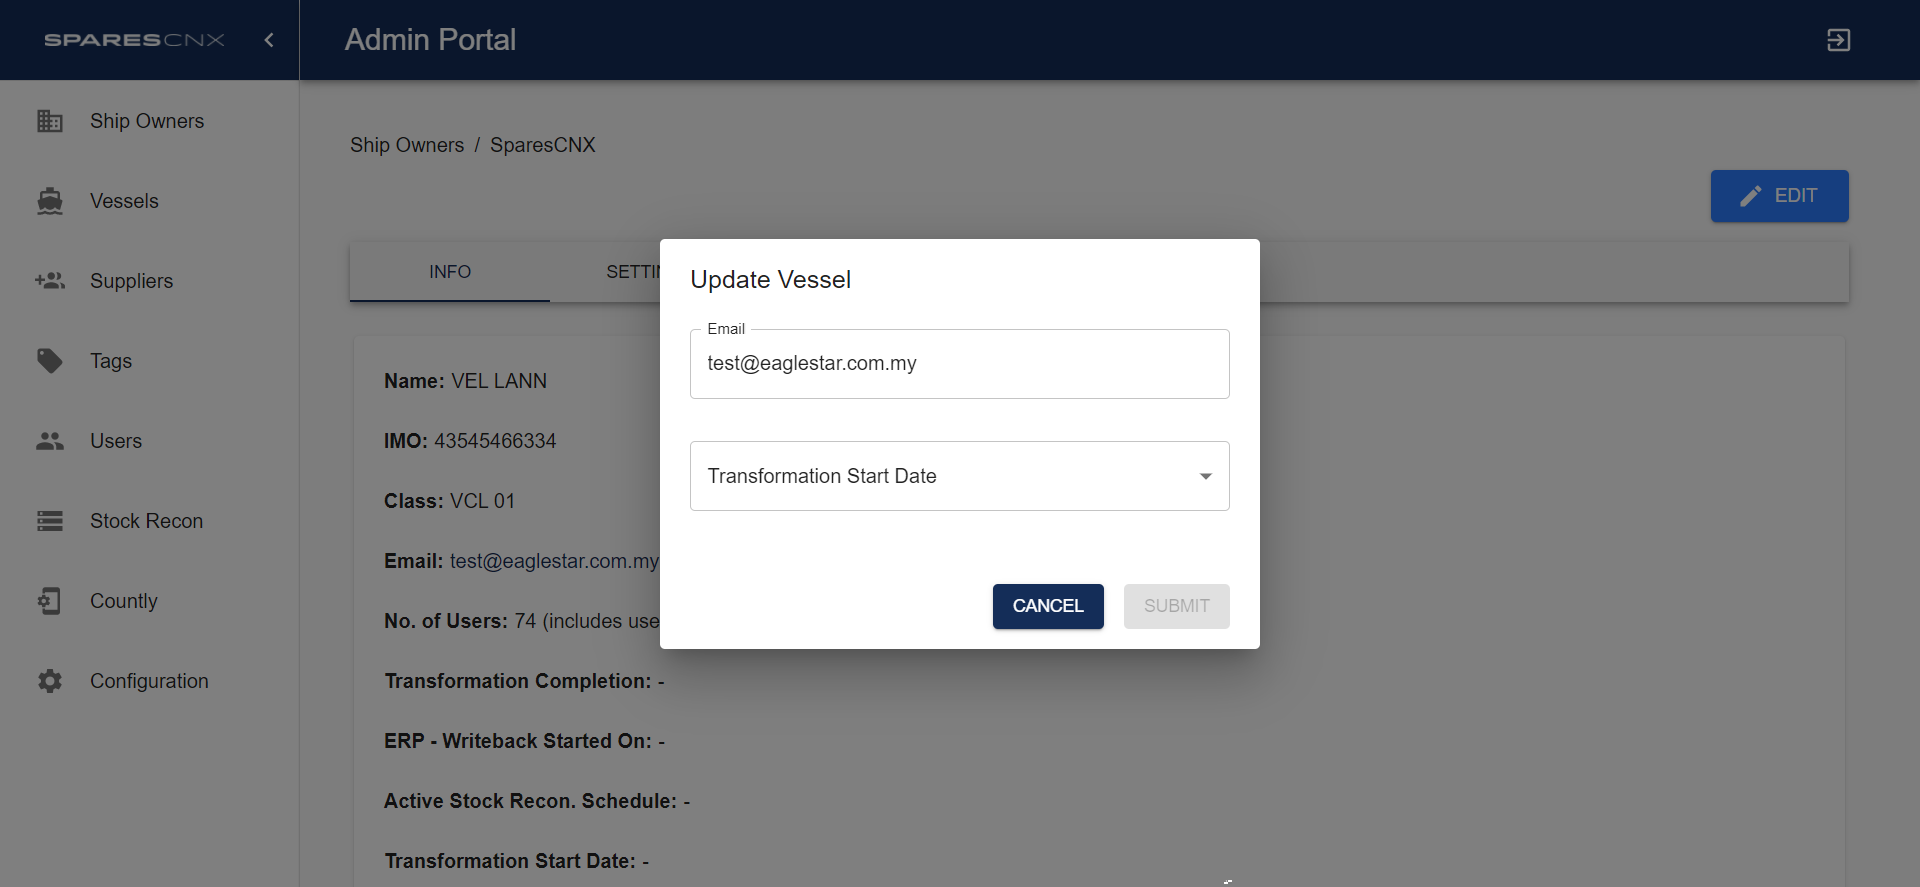 SPARESCNX
Admin Portal
Ship Owners
Vessels
Suppliers
Tags
Users
Stock Recon
Countly
Configuration
Ship Owners / SparesCNX
EDIT
INFO
Name: VEL LANN
IMO: 43545466334
Class: VCL 01
Email: test@eaglestar.com.my
No. of Users: 74 (includes use
Transformation Completion: -
ERP - Writeback Started On: -
Active Stock Recon. Schedule: -
Transformation Start Date: -
Update Vessel
Email
test@eaglestar.com.my
Transformation Start Date
CANCEL
SUBMIT